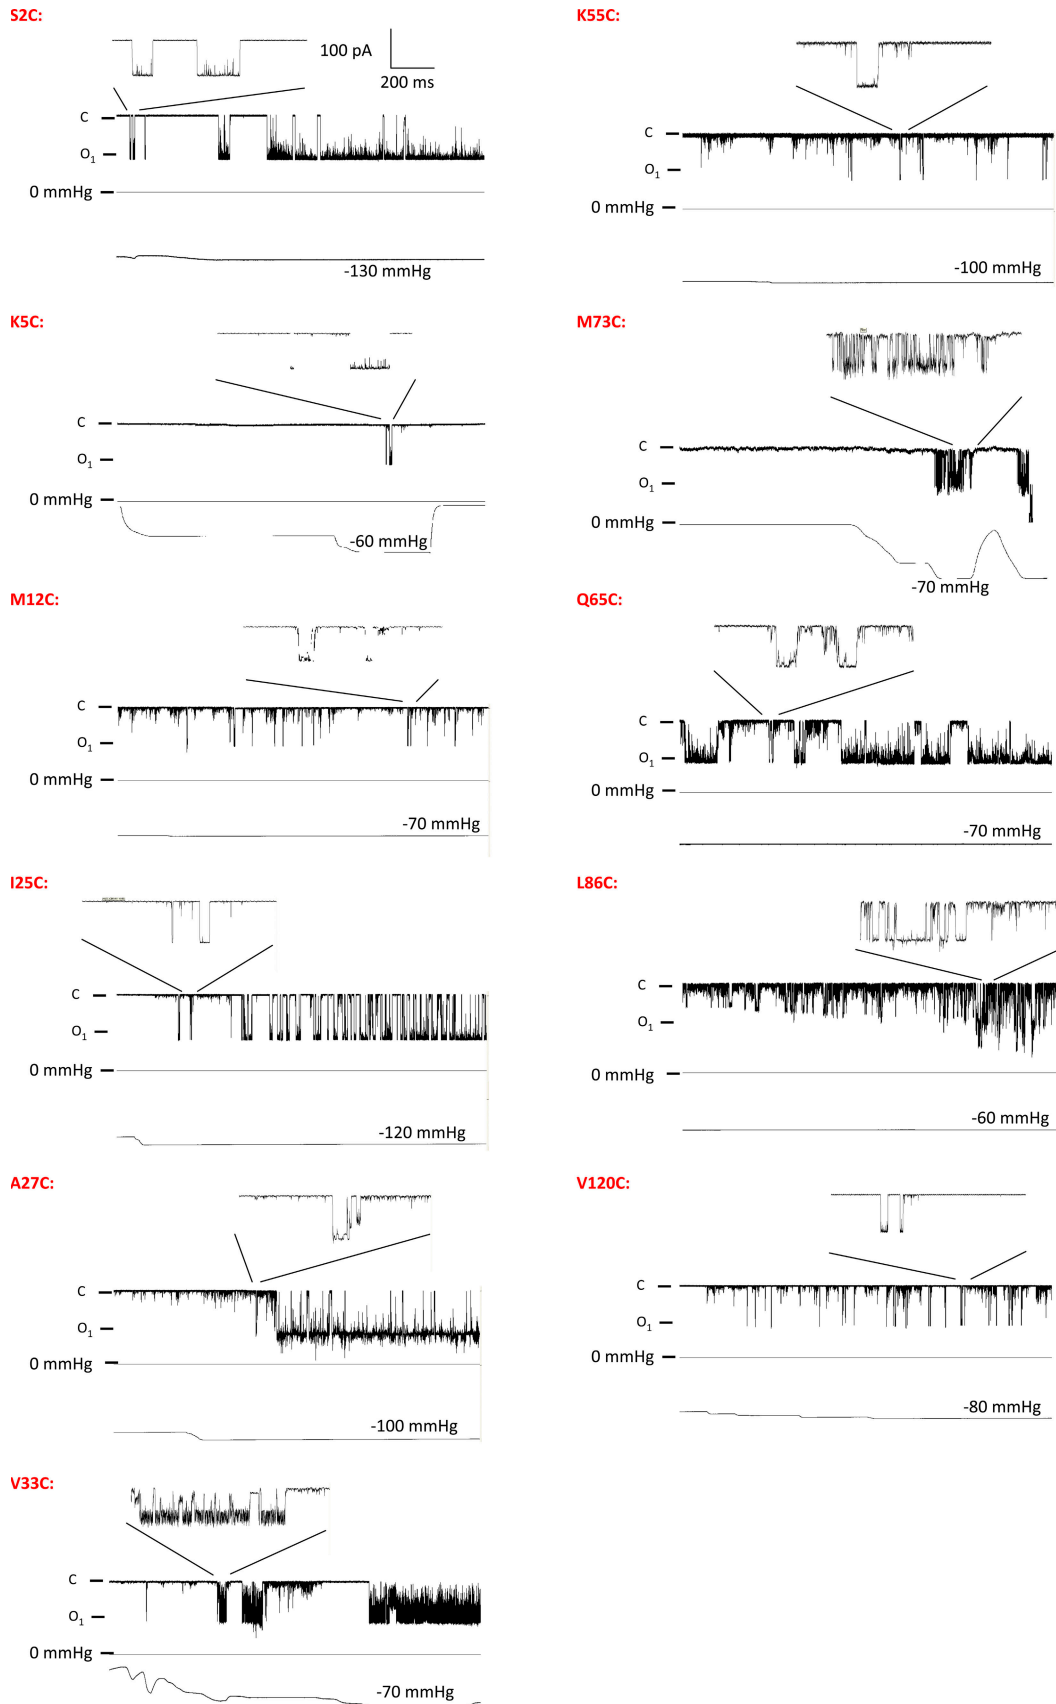 S2C:
100 pA
200 ms
C
O1
0 mmHg
-130 mmHg
K5C:
C
O1
0 mmHg
-60 mmHg
M12C:
C
O1
0 mmHg
-70 mmHg
I25C:
C
O1
0 mmHg
-120 mmHg
A27C:
C
O1
0 mmHg
-100 mmHg
V33C:
C
O1
0 mmHg
-70 mmHg
K55C:
C
O1
0 mmHg
-100 mmHg
M73C:
C
O1
0 mmHg
-70 mmHg
Q65C:
C
O1
0 mmHg
-70 mmHg
L86C:
C
O1
0 mmHg
-60 mmHg
V120C:
C
O1
0 mmHg
-80 mmHg